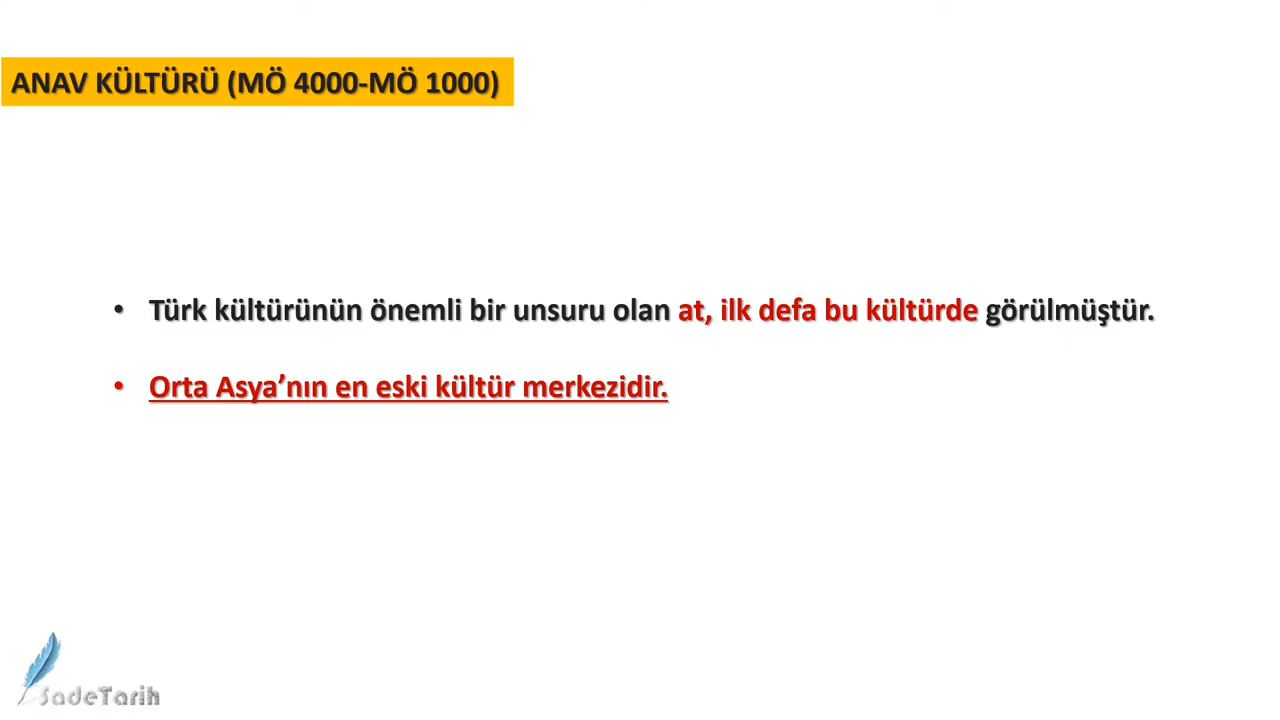 ANAV KÜLTÜRÜ (MÖ 4000-MÖ 1000)
• Türk kültürünün önemli bir unsuru olan at, ilk defa bu kültürde görülmüştür.
• Orta Asya’nın en eski kültür merkezidir.
SadeTarih